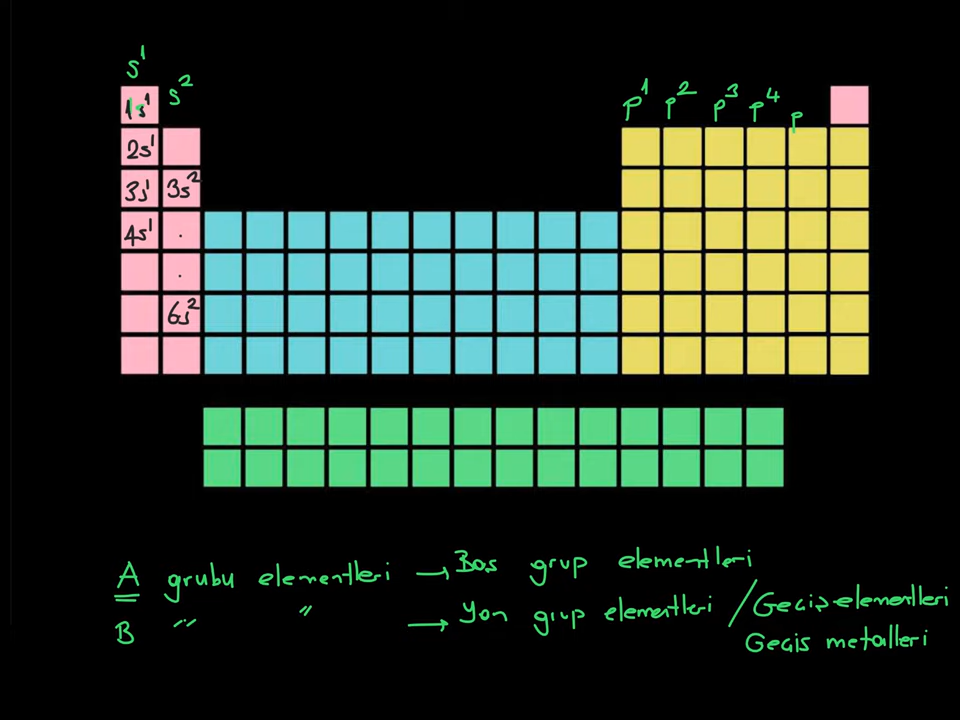 s¹
s²
p¹ p² p³ p⁴ p
1s¹
2s¹
3s¹ 3s²
4s¹ .
.
6s²
A grubu elementleri → Baş grup elementleri
B " " → Yan grup elementleri / Geçiş elementleri
Geçiş metalleri